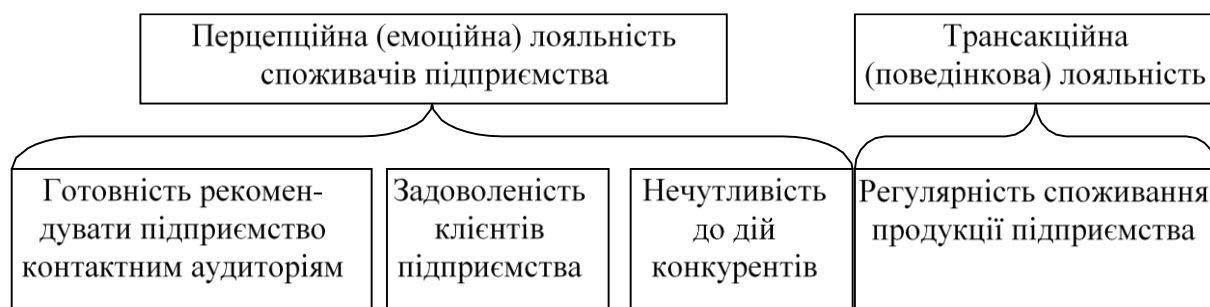 Перцепційна (емоційна) лояльність
споживачів підприємства
Трансакційна
(поведінкова) лояльність
Готовність рекомен-
дувати підприємство
контактним аудиторіям
Задоволеність
клієнтів
підприємства
Нечутливість
до дій
конкурентів
Регулярність споживання
продукції підприємства